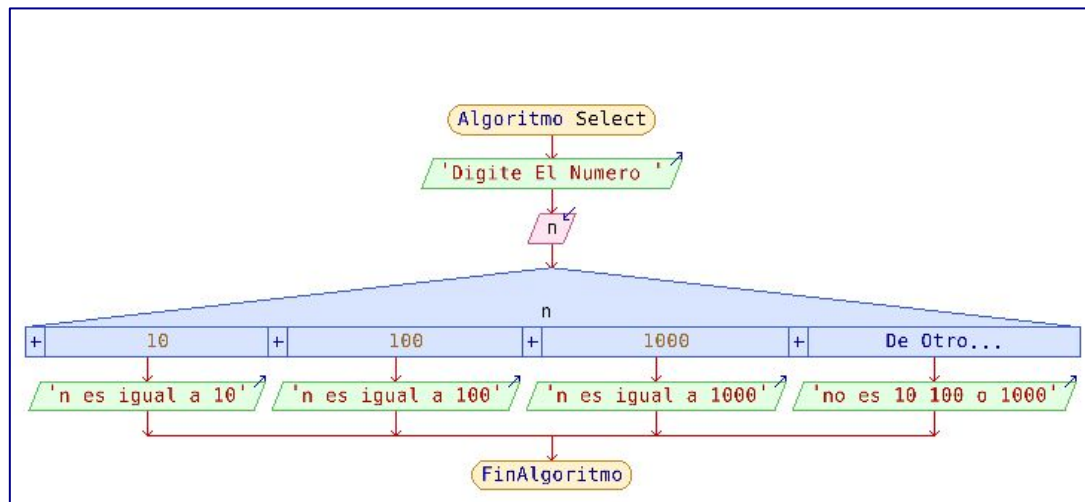 Algoritmo Select
'Digite El Numero '
n
n
+ 10 + 100 + 1000 + De Otro...
'n es igual a 10' 'n es igual a 100' 'n es igual a 1000' 'no es 10 100 o 1000'
FinAlgoritmo